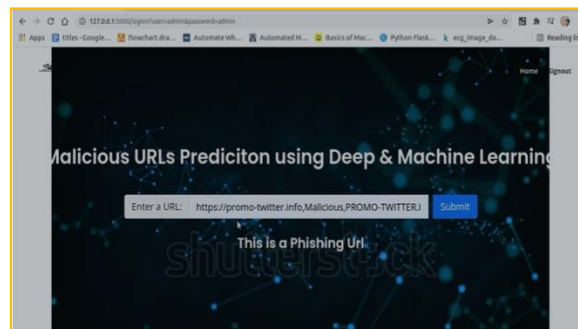 127.0.0.1:5000/signin?user=admin&password=admin
Apps titles -Google... flowchart.dra... Automate Wh... Automated M... Basics of Mac... Python Flask... ecg_image_da... Reading lis
Home Signout
Malicious URLs Prediciton using Deep & Machine Learning
Enter a URL: https://promo-twitter.info,Malicious,PROMO-TWITTER.I Submit
This is a Phishing Url
shutterstock